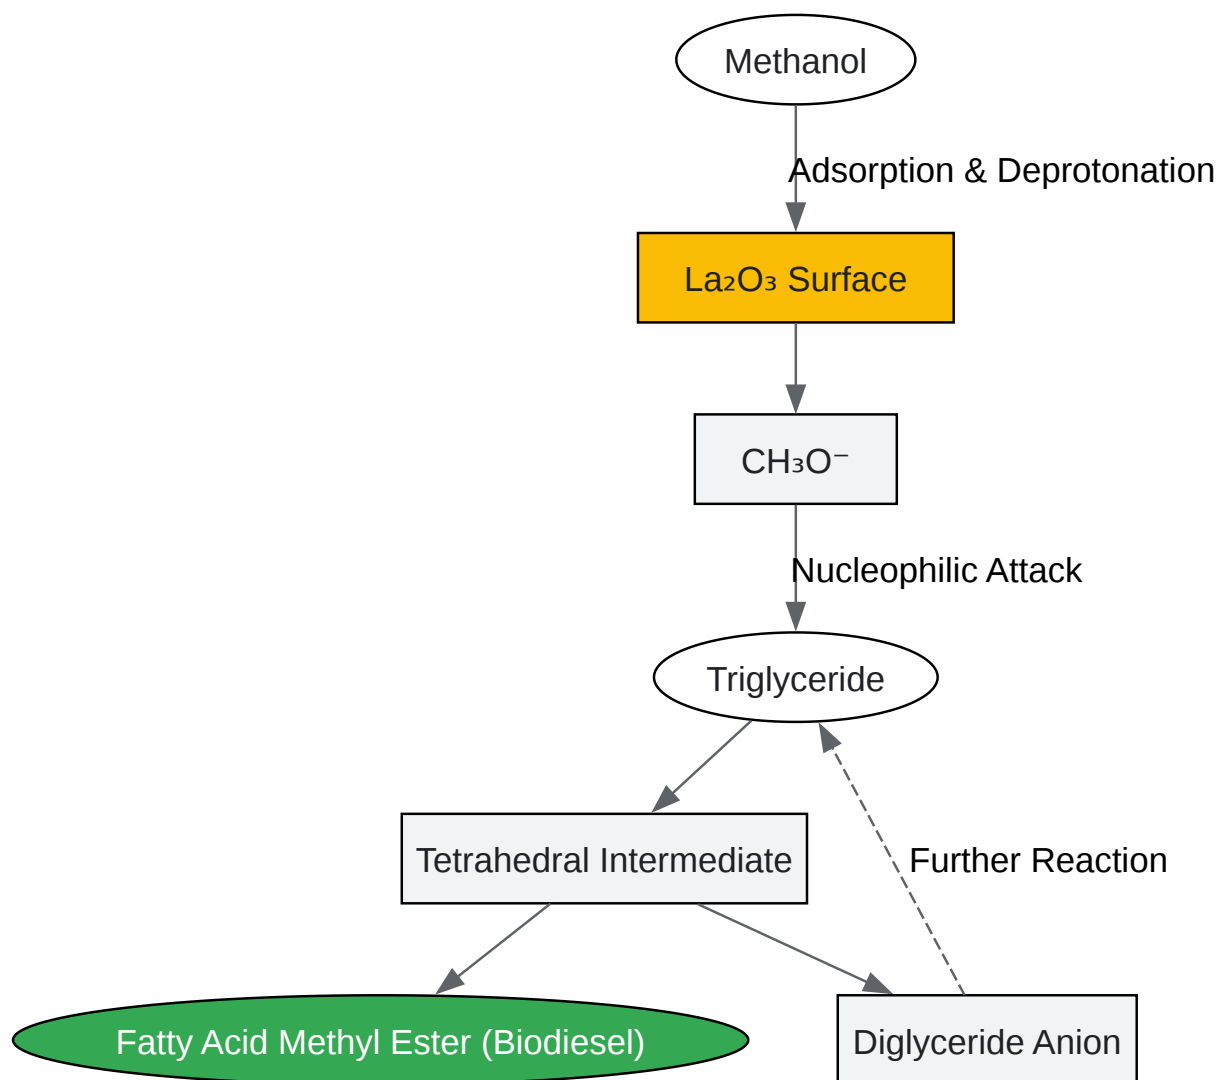 Methanol
Adsorption & Deprotonation
La₂O₃ Surface
CH₃O⁻
Nucleophilic Attack
Triglyceride
Tetrahedral Intermediate
Further Reaction
Fatty Acid Methyl Ester (Biodiesel)
Diglyceride Anion